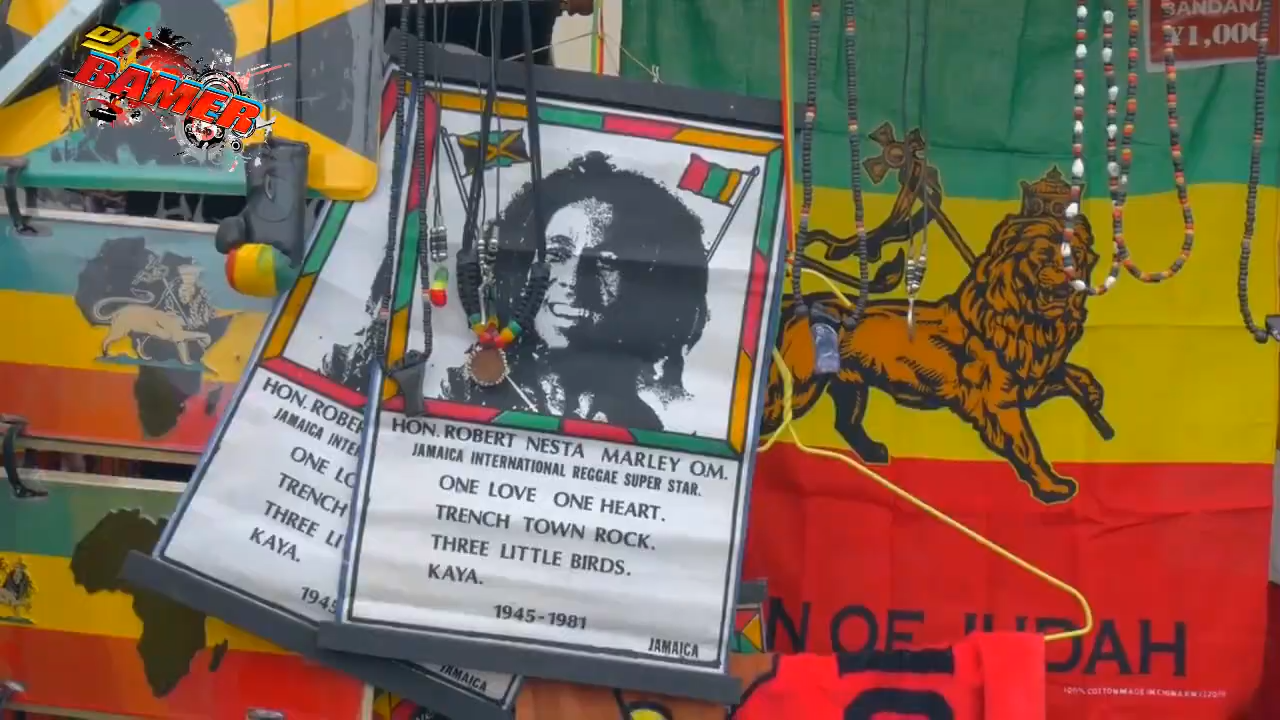 DJ
BAMER
BANDANA
¥1,000
HON. ROBERT NESTA MARLEY O.M.
JAMAICA INTERNATIONAL REGGAE SUPER STAR.
ONE LOVE ONE HEART.
TRENCH TOWN ROCK.
THREE LITTLE BIRDS.
KAYA.
1945-1981
JAMAICA
HON. ROBER
JAMAICA INTE
ONE LO
TRENCH
THREE LI
KAYA.
1945
JAMAICA
N OF JUDAH